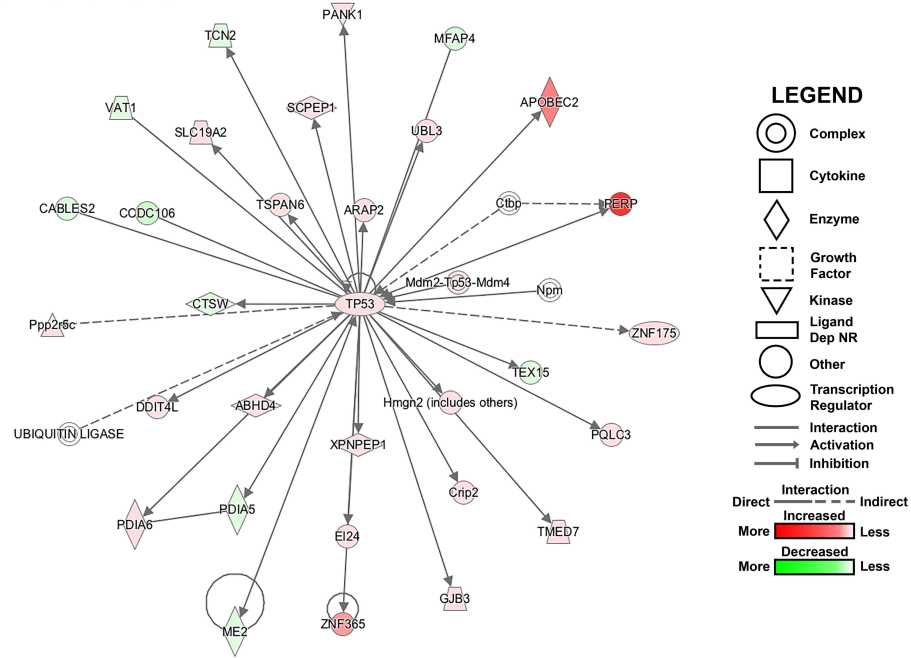 PANK1
TCN2
MFAP4
VAT1
SCPEP1
APOBEC2
SLC19A2
UBL3
CABLES2
CCDC106
TSPAN6
ARAP2
Ctbp
PERP
Mdm2-Tp53-Mdm4
Npm
CTSW
TP53
Ppp2r5c
ZNF175
TEX15
DDIT4L
ABHD4
Hmgn2 (includes others)
UBIQUITIN LIGASE
XPNPEP1
PQLC3
Crip2
PDIA6
PDIA5
EI24
TMED7
GJB3
ME2
ZNF365
LEGEND
Complex
Cytokine
Enzyme
Growth
Factor
Kinase
Ligand
Dep NR
Other
Transcription
Regulator
Interaction
Activation
Inhibition
Interaction
Direct Indirect
Increased
More Less
Decreased
More Less